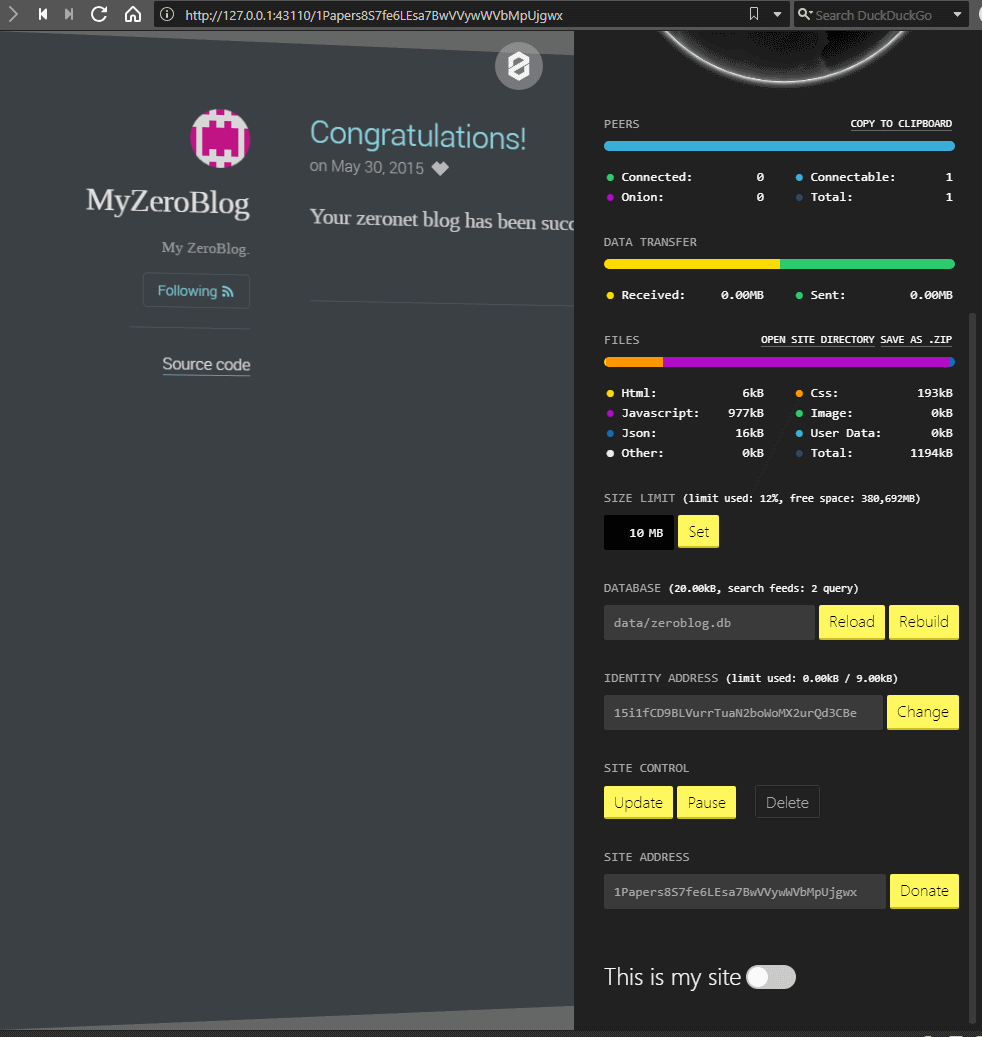 http://127.0.0.1:43110/1Papers8S7fe6LEsa7BwVVywWVbMpUjgwx
Search DuckDuckGo
MyZeroBlog
My ZeroBlog.
Following
Source code
Congratulations!
on May 30, 2015
Your zeronet blog has been succ
PEERS COPY TO CLIPBOARD
Connected: 0 Connectable: 1
Onion: 0 Total: 1
DATA TRANSFER
Received: 0.00MB Sent: 0.00MB
FILES OPEN SITE DIRECTORY SAVE AS .ZIP
Html: 6kB Css: 193kB
Javascript: 977kB Image: 0kB
Json: 16kB User Data: 0kB
Other: 0kB Total: 1194kB
SIZE LIMIT (limit used: 12%, free space: 380,692MB)
10 MB Set
DATABASE (20.00kB, search feeds: 2 query)
data/zeroblog.db Reload Rebuild
IDENTITY ADDRESS (limit used: 0.00kB / 9.00kB)
15i1fCD9BLVurrTuaN2boWoMX2urQd3CBe Change
SITE CONTROL
Update Pause Delete
SITE ADDRESS
1Papers8S7fe6LEsa7BwVVywWVbMpUjgwx Donate
This is my site